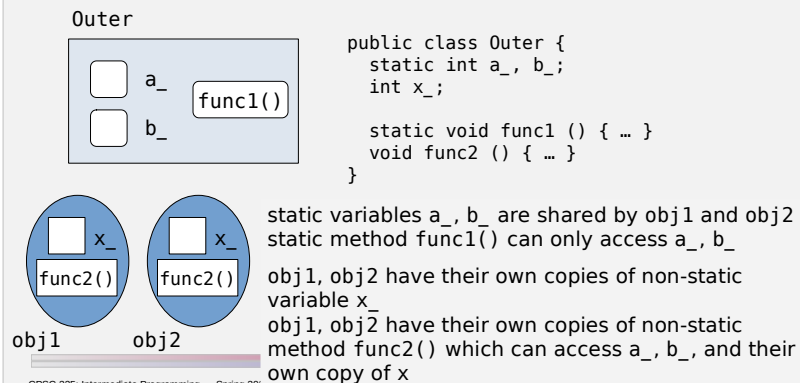 Outer
a_
b_
func1()
public class Outer {
static int a_, b_;
int x_;
static void func1 () { … }
void func2 () { … }
}
x_
func2()
x_
func2()
obj1
obj2
static variables a_, b_ are shared by obj1 and obj2
static method func1() can only access a_, b_
obj1, obj2 have their own copies of non-static
variable x_
obj1, obj2 have their own copies of non-static
method func2() which can access a_, b_, and their
own copy of x
Intermediate Programming